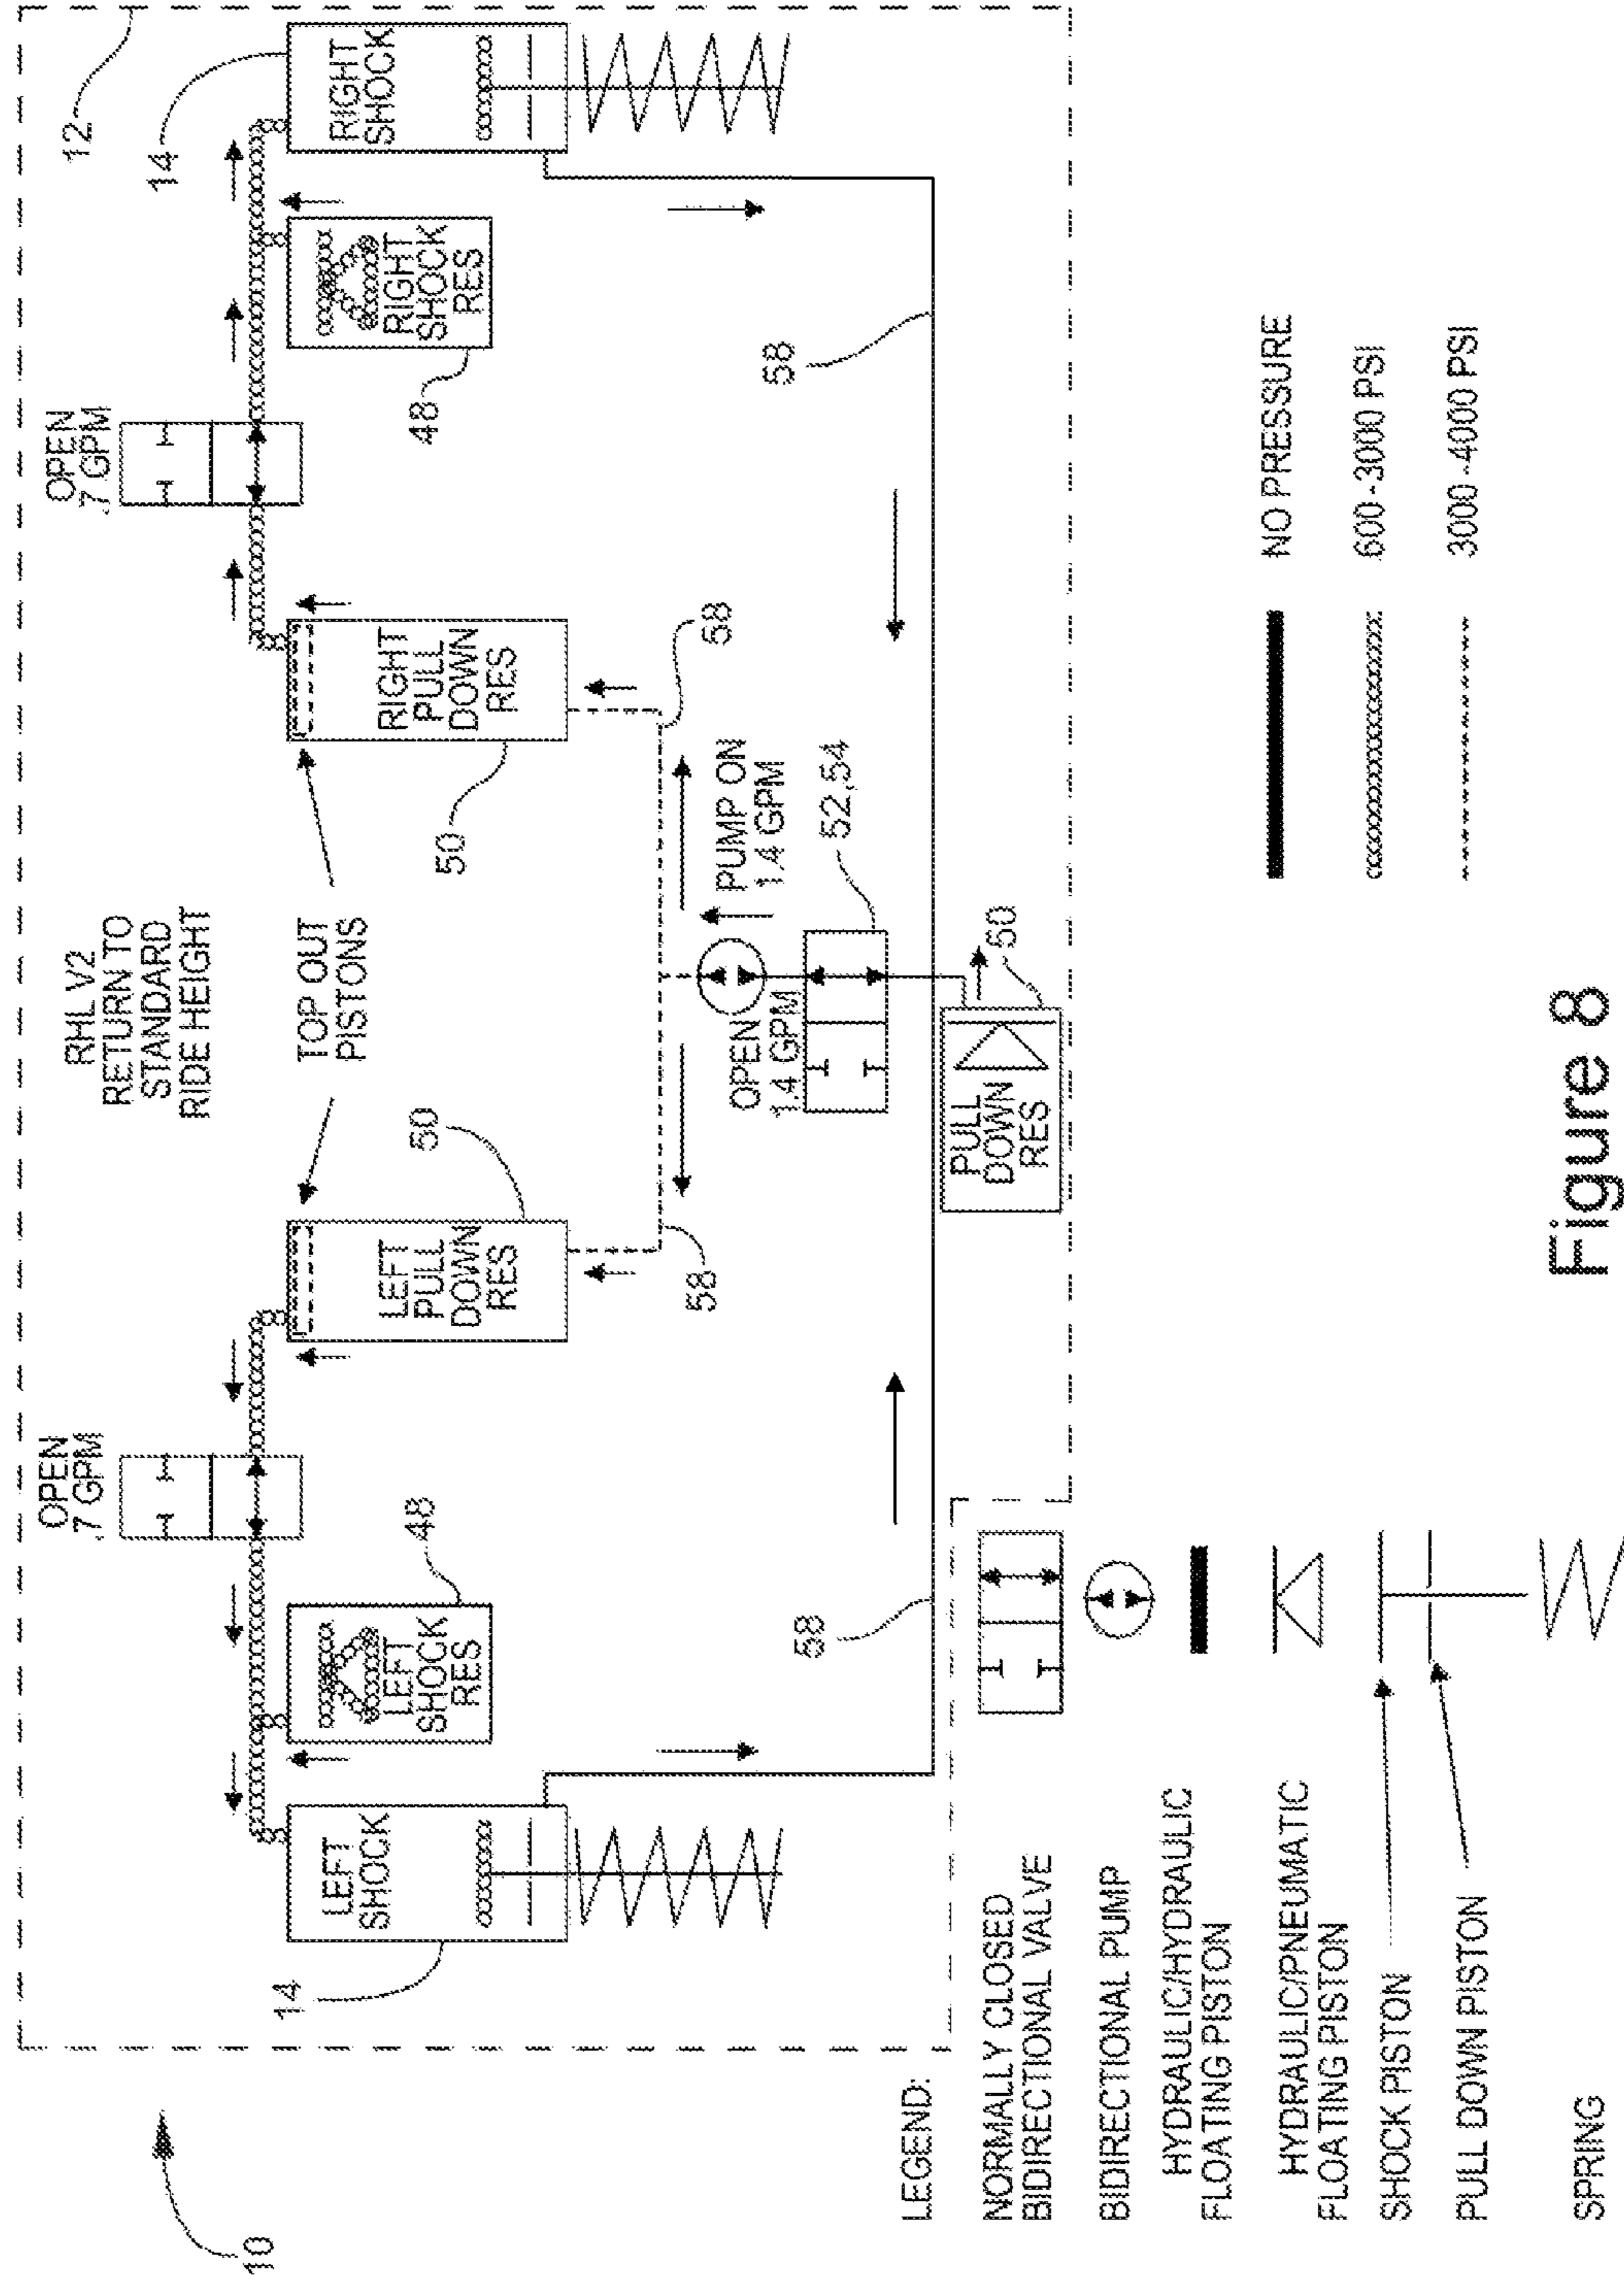 10
12
RHL V2
RETURN TO
STANDARD
RIDE HEIGHT
OPEN
.7 GPM
OPEN
.7 GPM
14
LEFT
SHOCK
LEFT
SHOCK
RES
48
LEFT
PULL
DOWN
RES
50
TOP OUT
PISTONS
RIGHT
PULL
DOWN
RES
50
RIGHT
SHOCK
RES
48
RIGHT
SHOCK
14
58
58
PUMP ON
1.4 GPM
OPEN
1.4 GPM
52,54
58
58
PULL
DOWN
RES
50
LEGEND:
NORMALLY CLOSED
BIDIRECTIONAL VALVE
BIDIRECTIONAL PUMP
HYDRAULIC/HYDRAULIC
FLOATING PISTON
HYDRAULIC/PNEUMATIC
FLOATING PISTON
SHOCK PISTON
PULL DOWN PISTON
SPRING
NO PRESSURE
600-3000 PSI
3000-4000 PSI
Figure 8